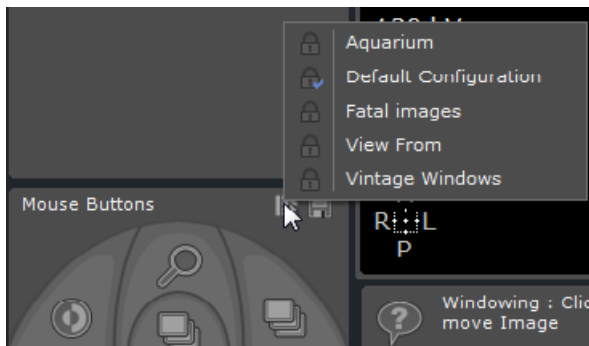 Aquarium
Default Configuration
Fatal images
View From
Vintage Windows
Mouse Buttons
R L
P
?
Windowing : Clic
move Image